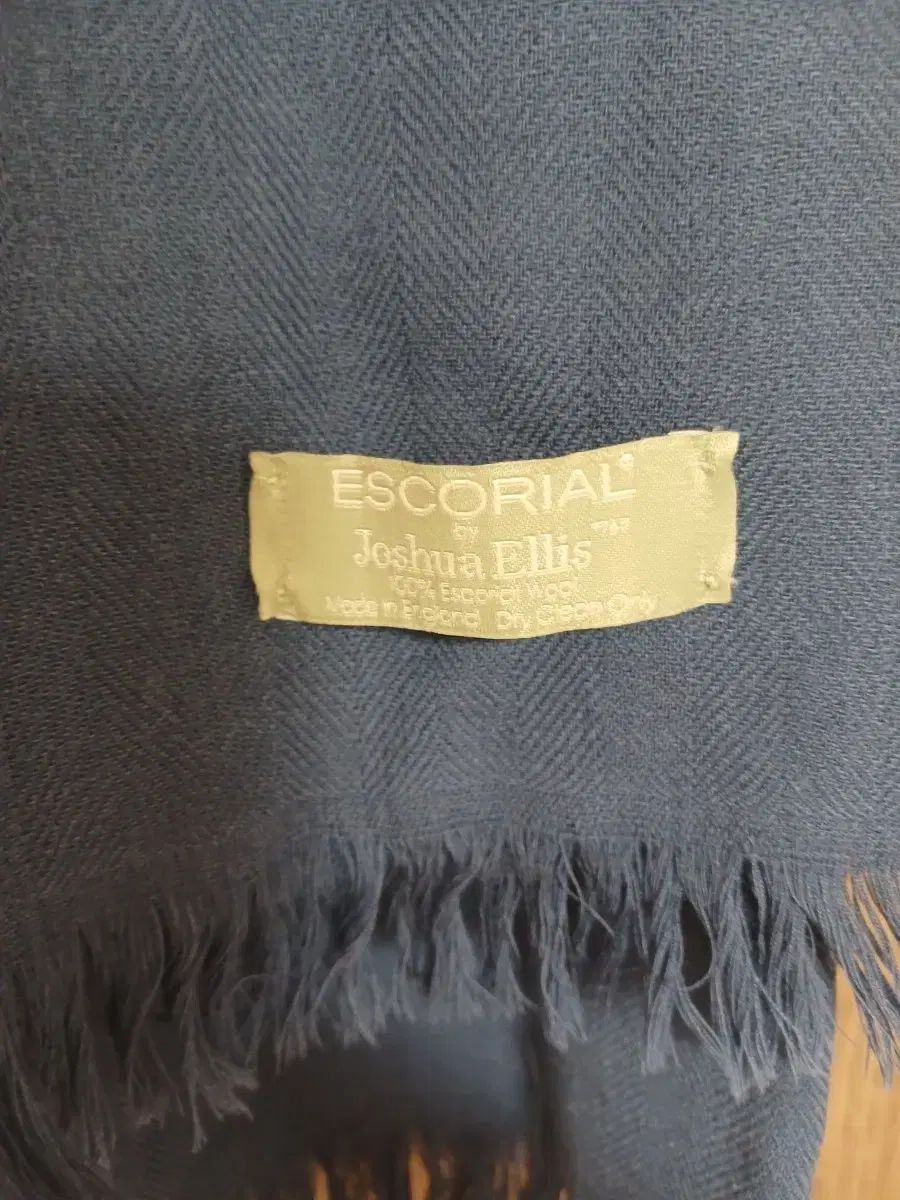 ESCORIAL®
by
Joshua Ellis
100% Escorial Wool
Made in England Dry Clean Only